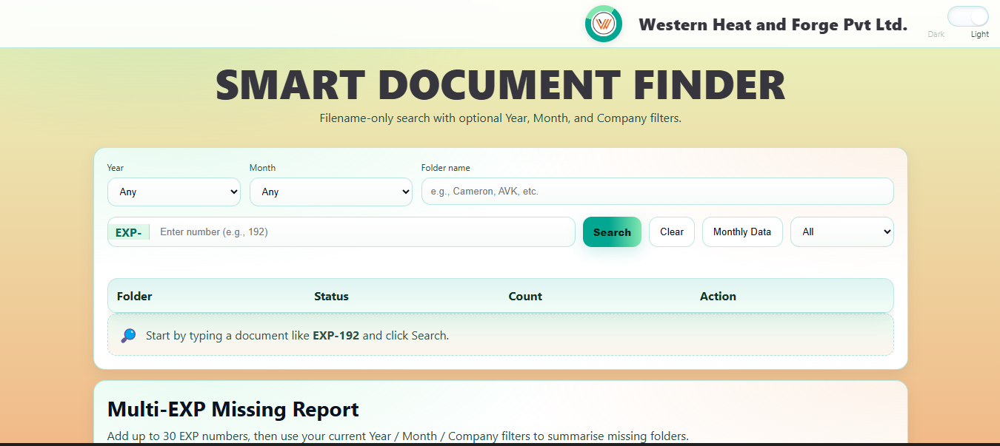 Western Heat and Forge Pvt Ltd.
Dark Light
SMART DOCUMENT FINDER
Filename-only search with optional Year, Month, and Company filters.
Year Month Folder name
Any Any e.g., Cameron, AVK, etc.
EXP- Enter number (e.g., 192) Search Clear Monthly Data All
Folder Status Count Action
Start by typing a document like EXP-192 and click Search.
Multi-EXP Missing Report
Add up to 30 EXP numbers, then use your current Year / Month / Company filters to summarise missing folders.